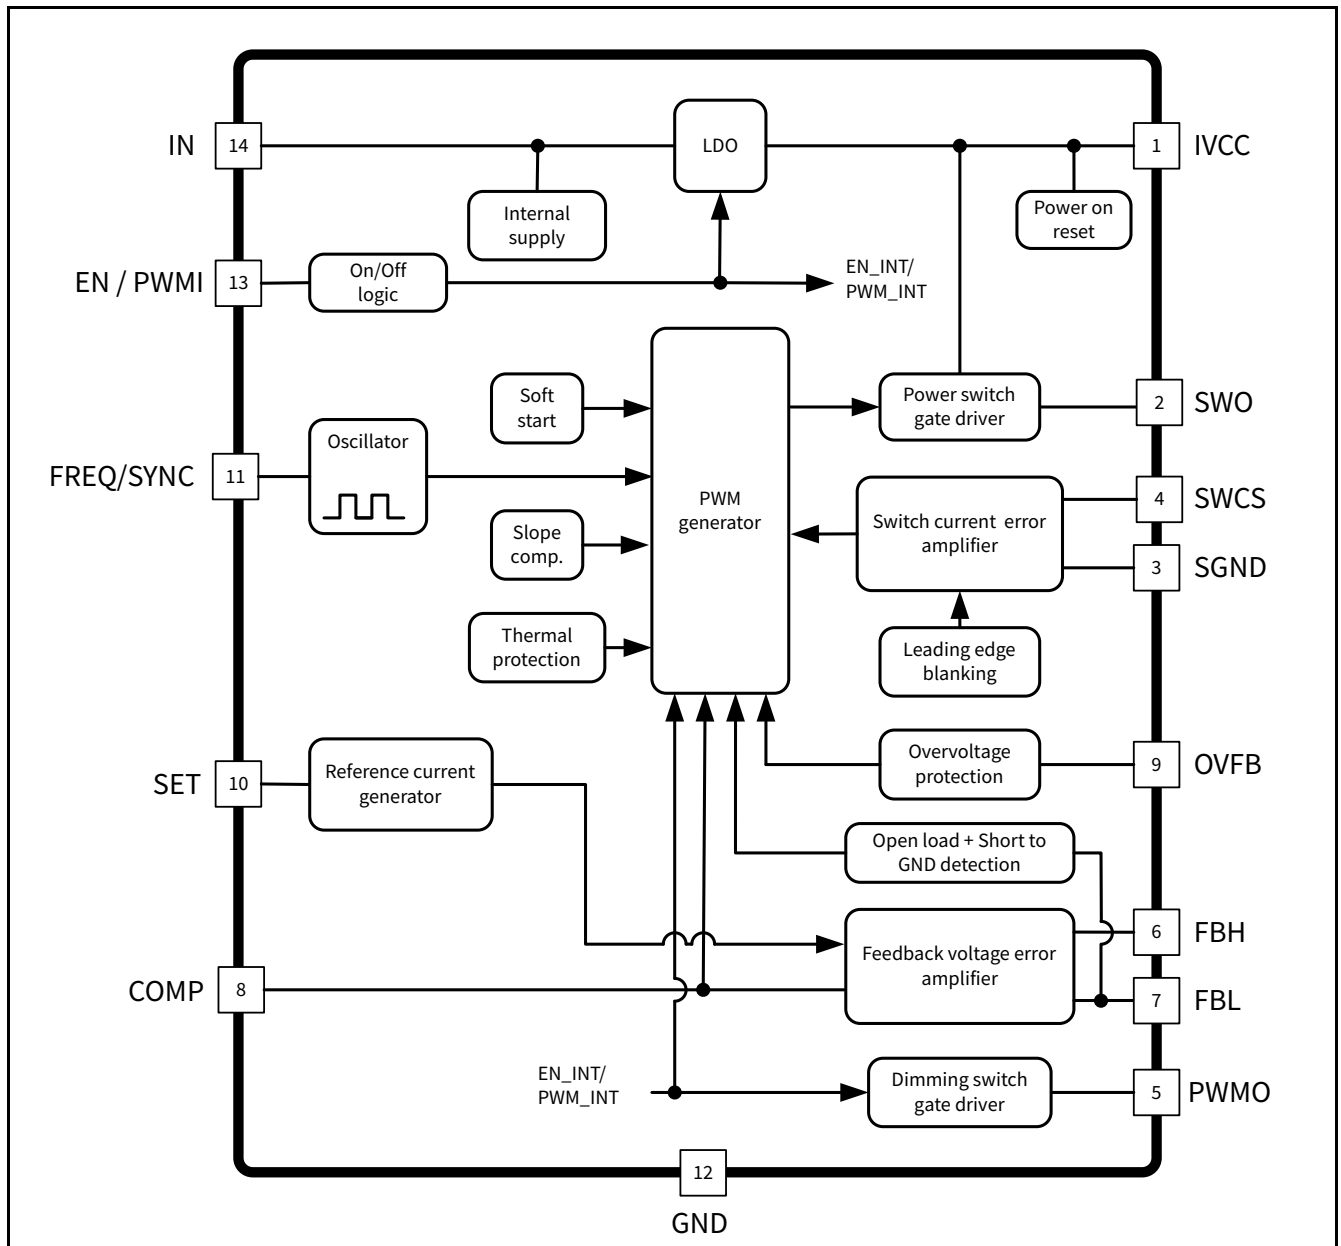 IN
14
LDO
1
IVCC
Internal
supply
Power on
reset
EN / PWMI
13
On/Off
logic
EN_INT/
PWM_INT
Soft
start
Power switch
gate driver
2
SWO
FREQ/SYNC
11
Oscillator
PWM
generator
Switch current error
amplifier
4
SWCS
3
SGND
Slope
comp.
Thermal
protection
Leading edge
blanking
SET
10
Reference current
generator
Overvoltage
protection
9
OVFB
Open load + Short to
GND detection
6
FBH
Feedback voltage error
amplifier
COMP
8
7
FBL
EN_INT/
PWM_INT
Dimming switch
gate driver
5
PWMO
12
GND